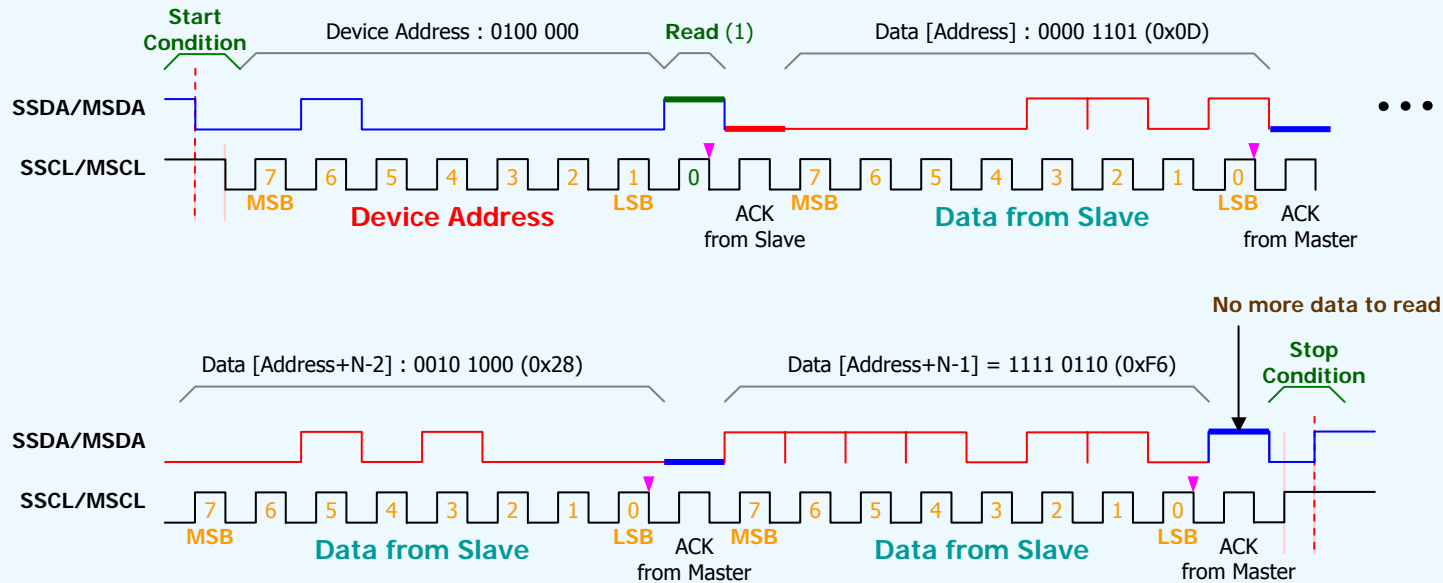 Start
Condition
Device Address : 0100 000
Read (1)
Data [Address] : 0000 1101 (0x0D)
SSDA/MSDA
• • •
SSCL/MSCL
7 6 5 4 3 2 1 0 7 6 5 4 3 2 1 0
MSB Device Address LSB ACK MSB Data from Slave LSB ACK
from Slave from Master
No more data to read
Data [Address+N-2] : 0010 1000 (0x28)
Data [Address+N-1] = 1111 0110 (0xF6)
Stop
Condition
SSDA/MSDA
SSCL/MSCL
7 6 5 4 3 2 1 0 7 6 5 4 3 2 1 0
MSB Data from Slave LSB ACK MSB Data from Slave LSB ACK
from Master from Master